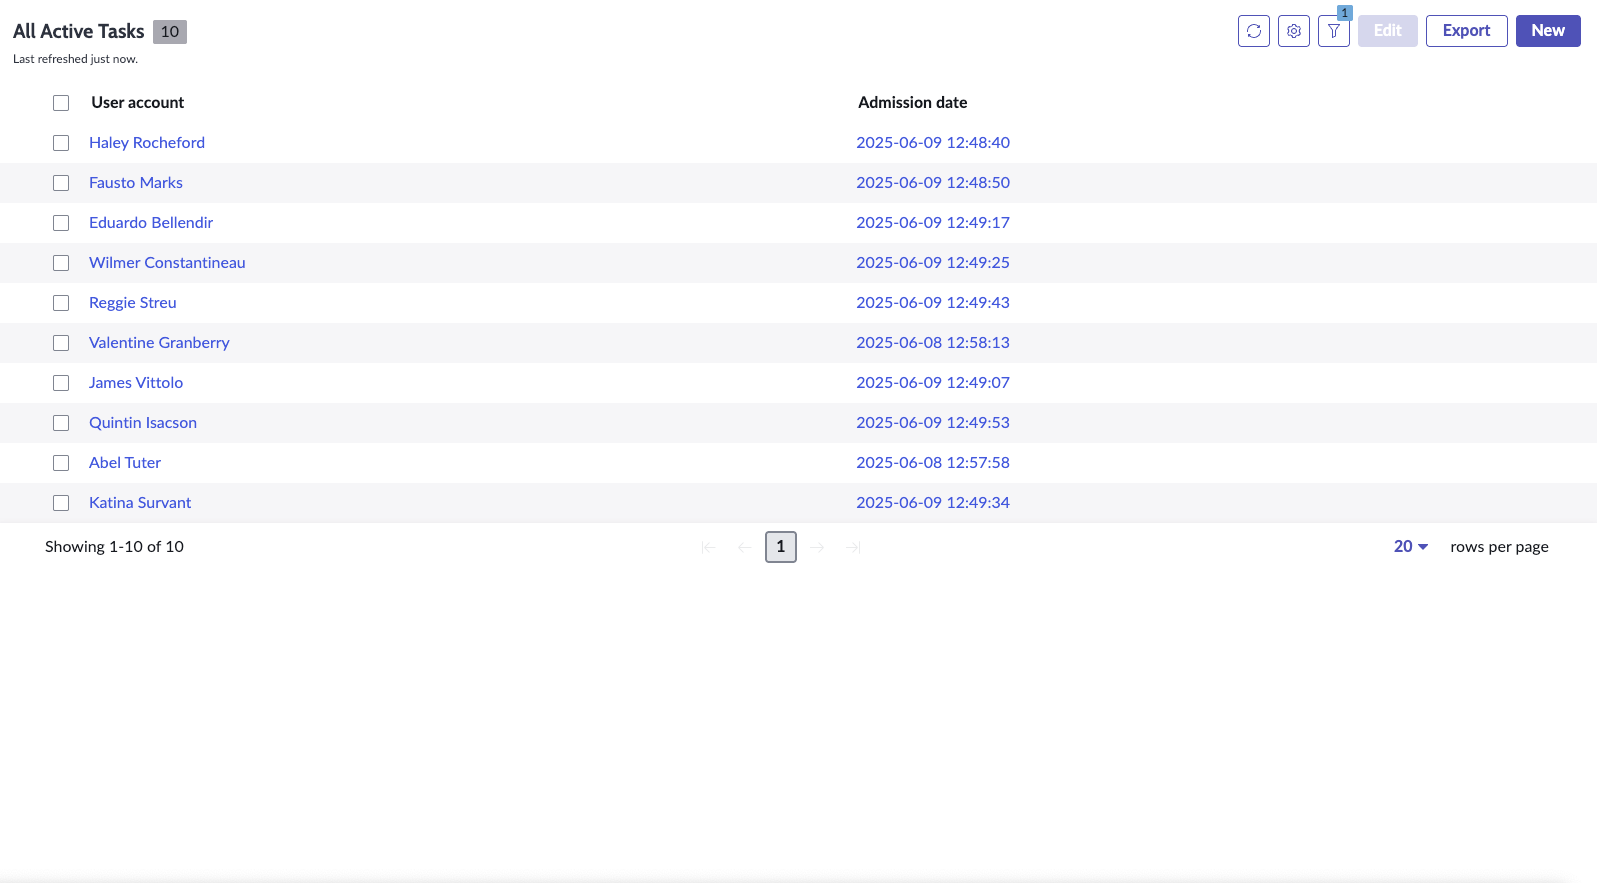 All Active Tasks 10
Last refreshed just now.
1
Edit Export New
User account Admission date
Haley Rocheford 2025-06-09 12:48:40
Fausto Marks 2025-06-09 12:48:50
Eduardo Bellendir 2025-06-09 12:49:17
Wilmer Constantineau 2025-06-09 12:49:25
Reggie Streu 2025-06-09 12:49:43
Valentine Granberry 2025-06-08 12:58:13
James Vittolo 2025-06-09 12:49:07
Quintin Isacson 2025-06-09 12:49:53
Abel Tuter 2025-06-08 12:57:58
Katina Survant 2025-06-09 12:49:34
Showing 1-10 of 10 1 20 rows per page